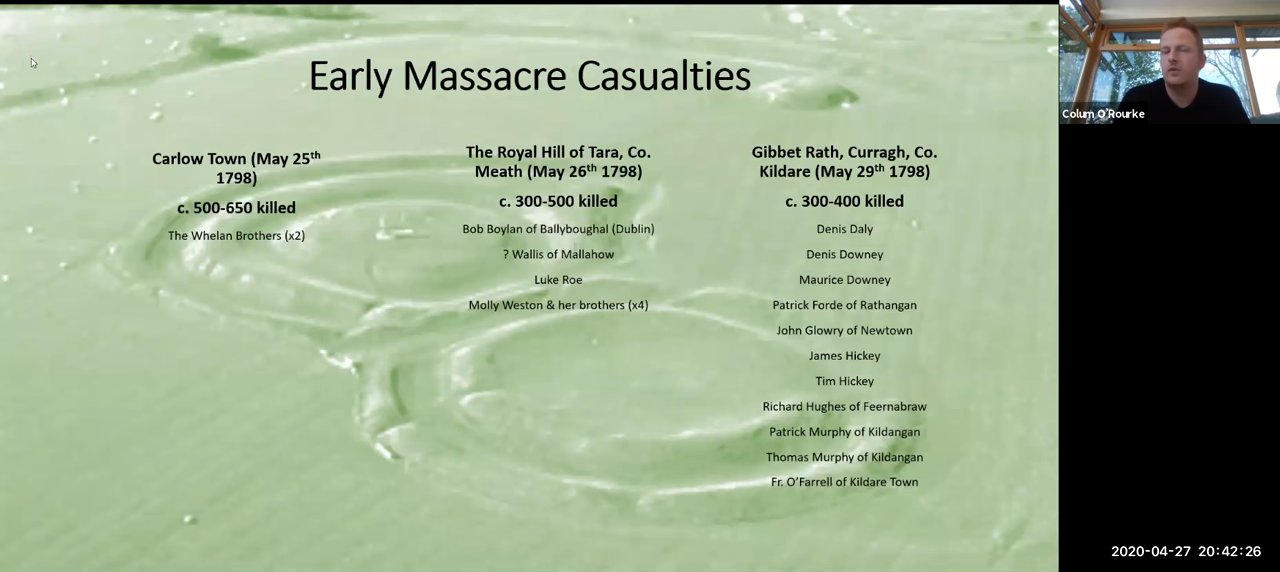 Early Massacre Casualties
Carlow Town (May 25th
1798)
c. 500-650 killed
The Whelan Brothers (x2)
The Royal Hill of Tara, Co.
Meath (May 26th 1798)
c. 300-500 killed
Bob Boylan of Ballyboughal (Dublin)
? Wallis of Mallahow
Luke Roe
Molly Weston & her brothers (x4)
Gibbet Rath, Curragh, Co.
Kildare (May 29th 1798)
c. 300-400 killed
Denis Daly
Denis Downey
Maurice Downey
Patrick Forde of Rathangan
John Glowry of Newtown
James Hickey
Tim Hickey
Richard Hughes of Feernabraw
Patrick Murphy of Kildangan
Thomas Murphy of Kildangan
Fr. O’Farrell of Kildare Town
Colum O'Rourke
2020-04-27 20:42:26